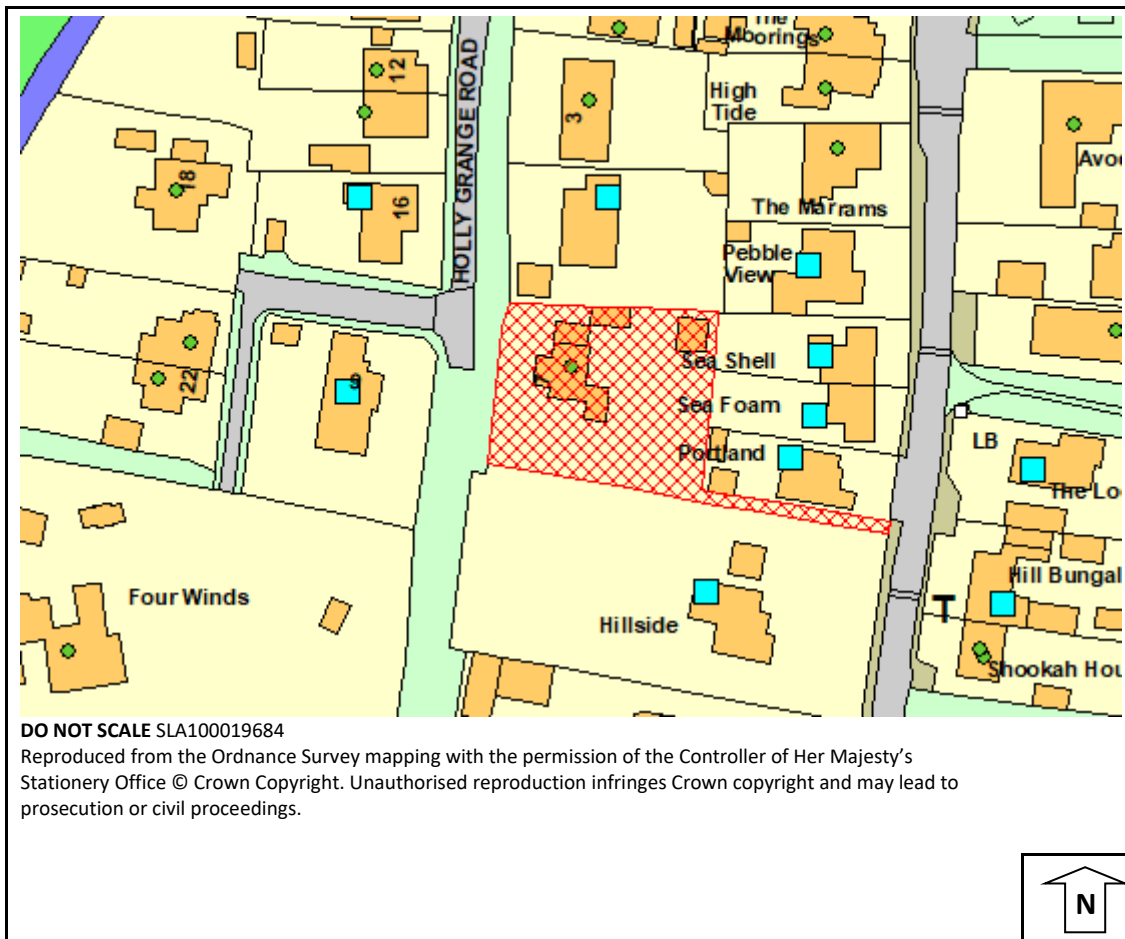 The
Moorings
12
HOLLY GRANGE ROAD
3
High
Tide
Avo
18
16
The Marrams
Pebble
View
9
22
Sea Shell
Sea Foam
Portland
LB
The Lo
Four Winds
Hillside
Hill Bungal
T
Shookah Hou
DO NOT SCALE SLA100019684
Reproduced from the Ordnance Survey mapping with the permission of the Controller of Her Majesty's
Stationery Office © Crown Copyright. Unauthorised reproduction infringes Crown copyright and may lead to
prosecution or civil proceedings.
N